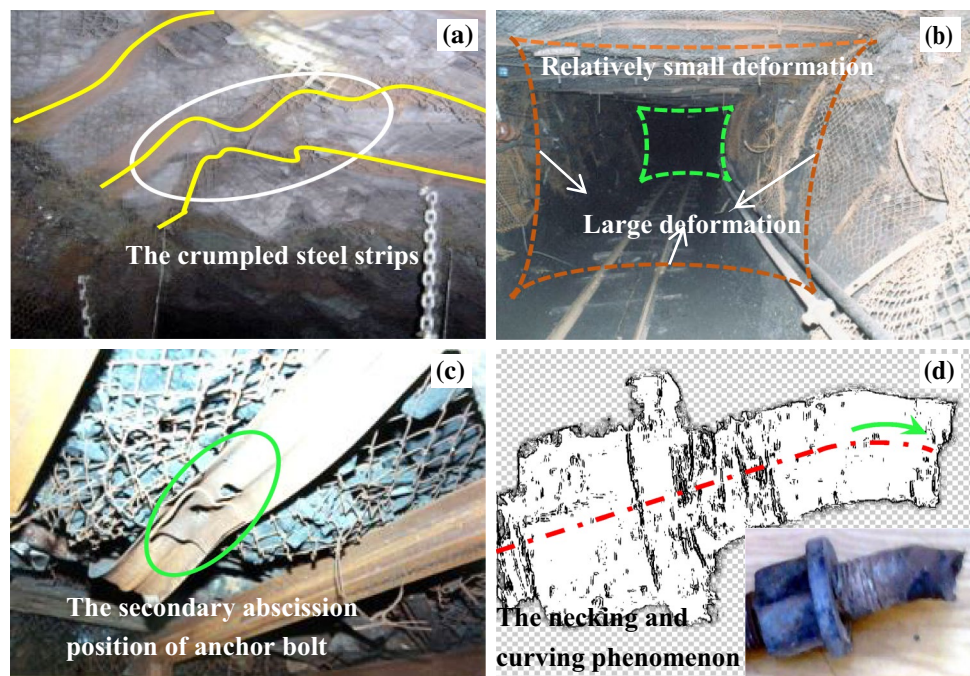 (a)
The crumpled steel strips
(b)
Relatively small deformation
Large deformation
(c)
The secondary abscission
position of anchor bolt
(d)
The necking and
curving phenomenon